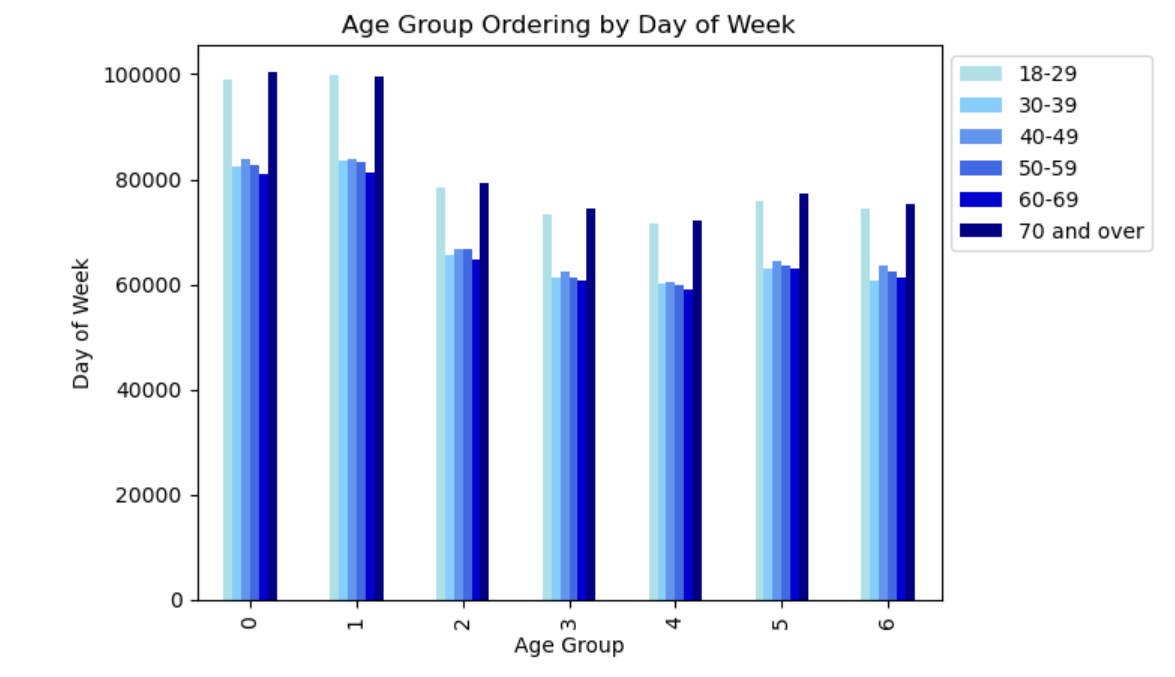 Age Group Ordering by Day of Week
100000
80000
60000
40000
20000
0
Day of Week
0 1 2 3 4 5 6
Age Group
18-29
30-39
40-49
50-59
60-69
70 and over